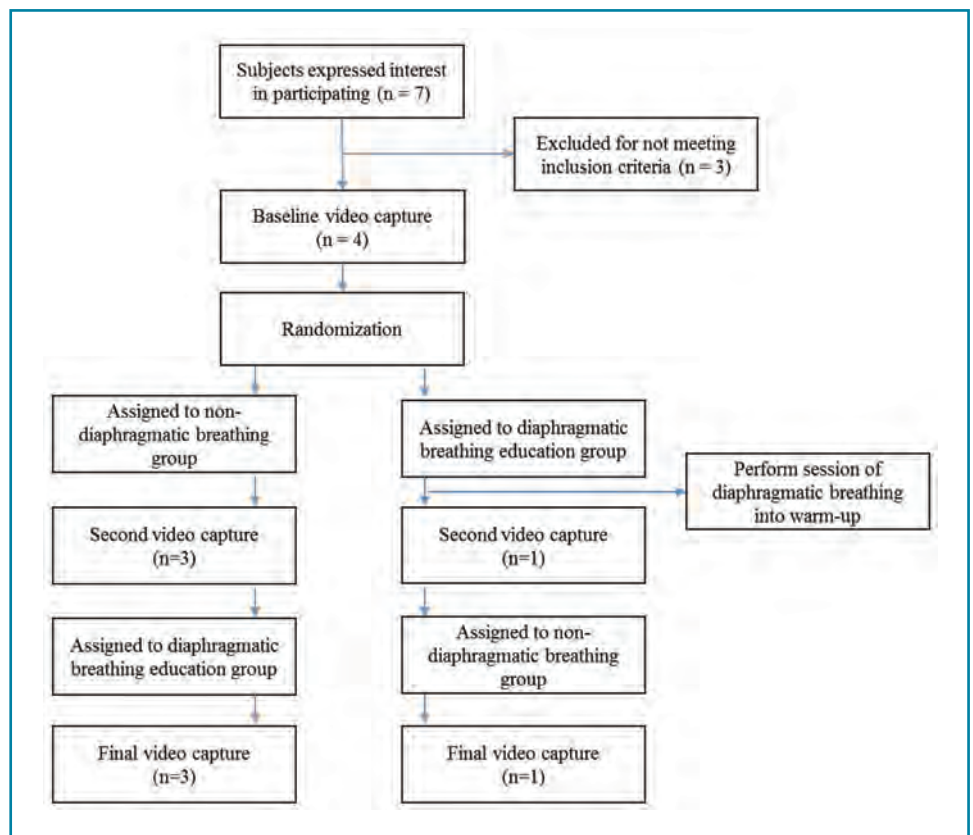 Subjects expressed interest
in participating (n = 7)
Excluded for not meeting
inclusion criteria (n = 3)
Baseline video capture
(n = 4)
Randomization
Assigned to non-
diaphragmatic breathing
group
Assigned to diaphragmatic
breathing education group
Perform session of
diaphragmatic breathing
into warm-up
Second video capture
(n=3)
Second video capture
(n=1)
Assigned to diaphragmatic
breathing education group
Assigned to non-
diaphragmatic breathing
group
Final video capture
(n=3)
Final video capture
(n=1)